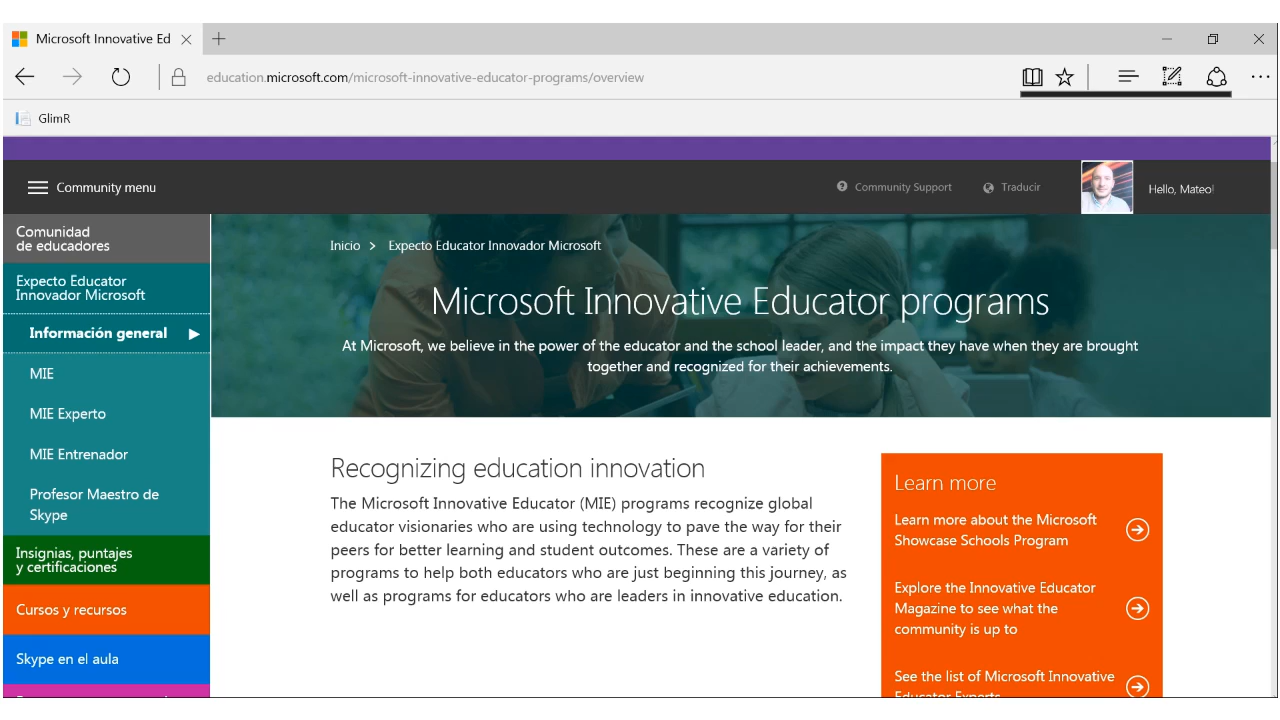 Microsoft Innovative Ed
education.microsoft.com/microsoft-innovative-educator-programs/overview
GlimR
Community menu
Community Support
Traducir
Hello, Mateo!
Comunidad
de educadores
Expecto Educator
Innovador Microsoft
Información general
MIE
MIE Experto
MIE Entrenador
Profesor Maestro de
Skype
Insignias, puntajes
y certificaciones
Cursos y recursos
Skype en el aula
Inicio > Expecto Educator Innovador Microsoft
Microsoft Innovative Educator programs
At Microsoft, we believe in the power of the educator and the school leader, and the impact they have when they are brought
together and recognized for their achievements.
Recognizing education innovation
The Microsoft Innovative Educator (MIE) programs recognize global
educator visionaries who are using technology to pave the way for their
peers for better learning and student outcomes. These are a variety of
programs to help both educators who are just beginning this journey, as
well as programs for educators who are leaders in innovative education.
Learn more
Learn more about the Microsoft
Showcase Schools Program
Explore the Innovative Educator
Magazine to see what the
community is up to
See the list of Microsoft Innovative
Educator Experts